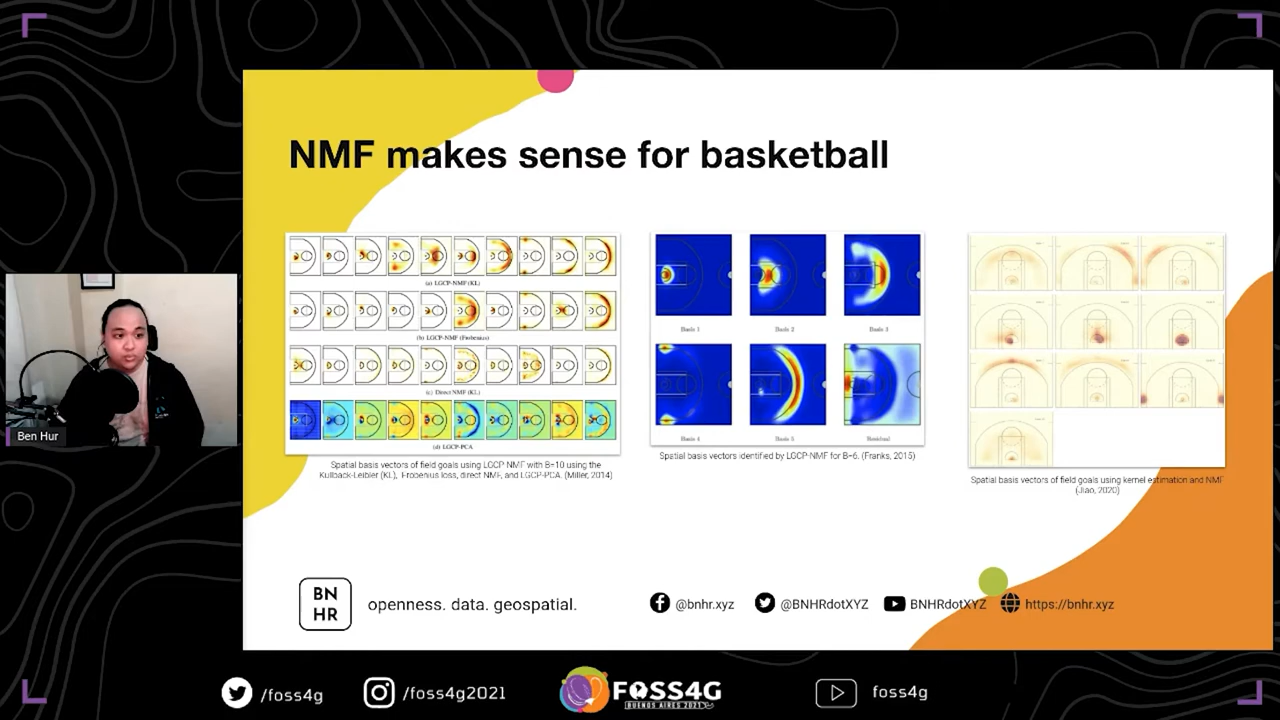 NMF makes sense for basketball
(a) LGCP-NMF (KL)
(b) LGCP-NMF (Frobenius)
(c) Direct NMF (KL)
(d) LGCP-PCA
Spatial basis vectors of field goals using LGCP NMF with B=10 using the
Kullback-Leibler (KL), Frobenius loss, direct NMF, and LGCP-PCA. (Miller, 2014)
Basis 1
Basis 2
Basis 3
Basis 4
Basis 5
Residual
Spatial basis vectors identified by LGCP-NMF for B=6. (Franks, 2015)
Spatial basis vectors of field goals using kernel estimation and NMF
(Jiao, 2020)
Ben Hur
BN
HR
openness. data. geospatial.
@bnhr.xyz
@BNHRdotXYZ
BNHRdotXYZ
https://bnhr.xyz
/foss4g
/foss4g2021
FOSS4G
BUENOS AIRES 2021
foss4g